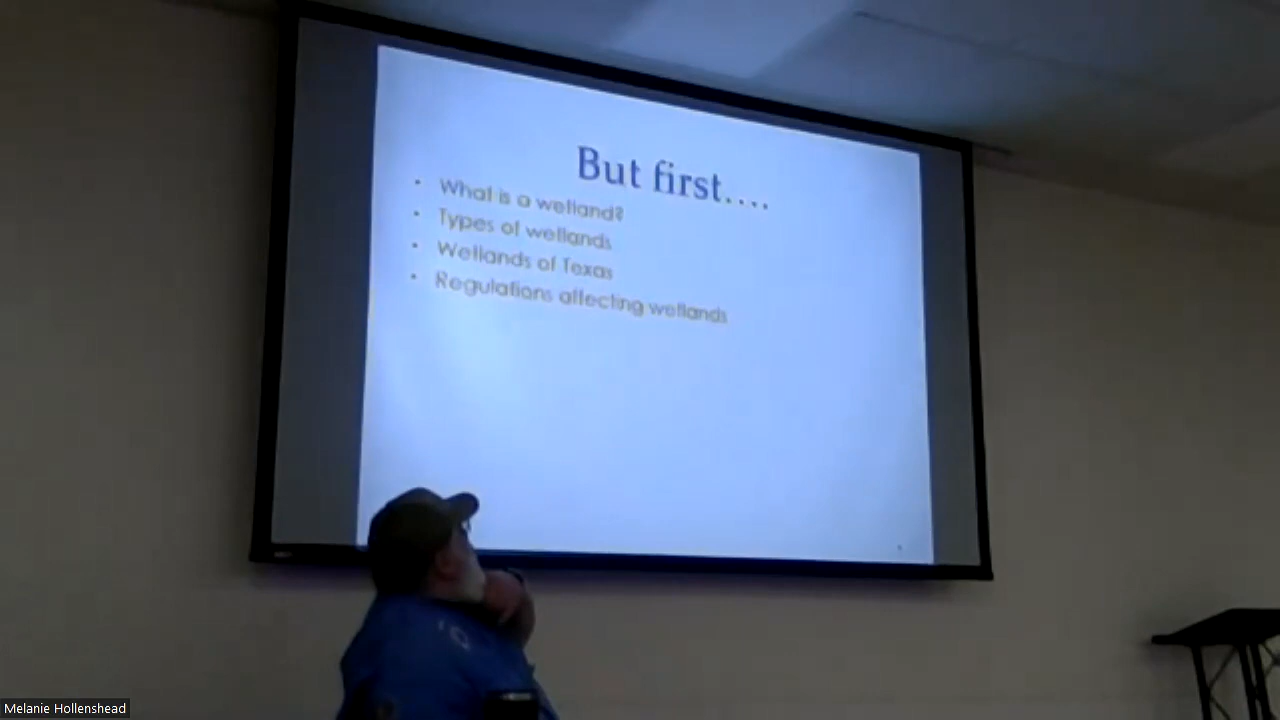 But first....
• What is a wetland?
• Types of wetlands
• Wetlands of Texas
• Regulations affecting wetlands
Melanie Hollenshead